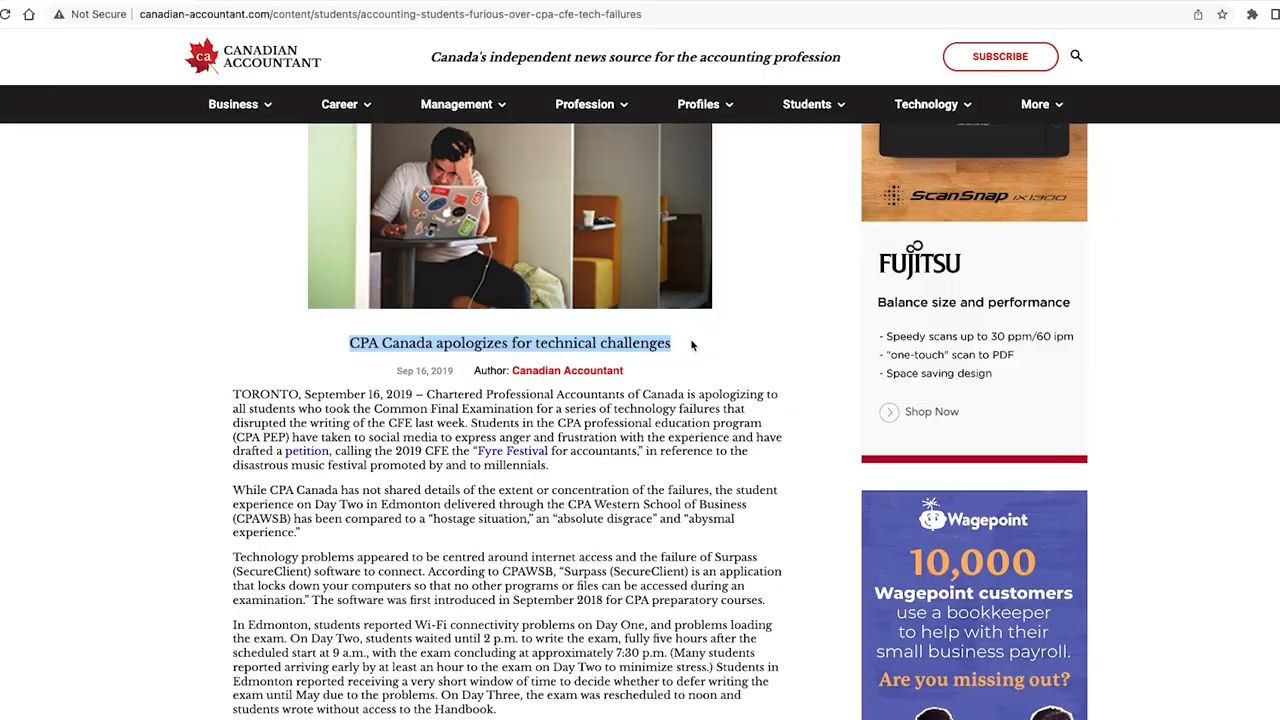 Not Secure
canadian-accountant.com/content/students/accounting-students-furious-over-cpa-cfe-tech-failures
ca
CANADIAN
ACCOUNTANT
Canada's independent news source for the accounting profession
SUBSCRIBE
Business
Career
Management
Profession
Profiles
Students
Technology
More
CPA Canada apologizes for technical challenges
Sep 16, 2019
Author: Canadian Accountant
TORONTO, September 16, 2019 – Chartered Professional Accountants of Canada is apologizing to
all students who took the Common Final Examination for a series of technology failures that
disrupted the writing of the CFE last week. Students in the CPA professional education program
(CPA PEP) have taken to social media to express anger and frustration with the experience and have
drafted a petition, calling the 2019 CFE the “Fyre Festival for accountants,” in reference to the
disastrous music festival promoted by and to millennials.
While CPA Canada has not shared details of the extent or concentration of the failures, the student
experience on Day Two in Edmonton delivered through the CPA Western School of Business
(CPAWSB) has been compared to a “hostage situation,” an “absolute disgrace” and “abysmal
experience.”
Technology problems appeared to be centred around internet access and the failure of Surpass
(SecureClient) software to connect. According to CPAWSB, “Surpass (SecureClient) is an application
that locks down your computers so that no other programs or files can be accessed during an
examination.” The software was first introduced in September 2018 for CPA preparatory courses.
In Edmonton, students reported Wi-Fi connectivity problems on Day One, and problems loading
the exam. On Day Two, students waited until 2 p.m. to write the exam, fully five hours after the
scheduled start at 9 a.m., with the exam concluding at approximately 7:30 p.m. (Many students
reported arriving early by at least an hour to the exam on Day Two to minimize stress.) Students in
Edmonton reported receiving a very short window of time to decide whether to defer writing the
exam until May due to the problems. On Day Three, the exam was rescheduled to noon and
students wrote without access to the Handbook.
ScanSnap iX1300
FUJITSU
Balance size and performance
- Speedy scans up to 30 ppm/60 ipm
- “one-touch” scan to PDF
- Space saving design
Shop Now
Wagepoint
10,000
Wagepoint customers
use a bookkeeper
to help with their
small business payroll.
Are you missing out?